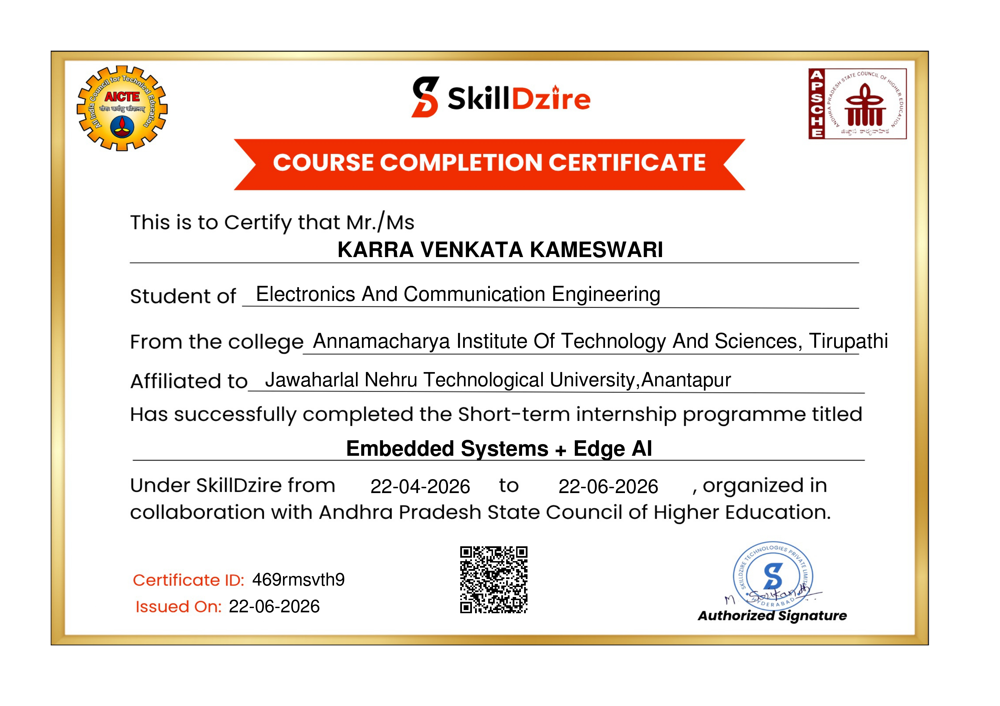 All India Council for Technical Education
AICTE
योगः कर्मसु कौशलम्
SkillDzire
APSCHE
ANDHRA PRADESH STATE COUNCIL OF HIGHER EDUCATION
జిజ్ఞాస కార్యవాహిక
COURSE COMPLETION CERTIFICATE
This is to Certify that Mr./Ms
KARRA VENKATA KAMESWARI
Student of Electronics And Communication Engineering
From the college Annamacharya Institute Of Technology And Sciences, Tirupathi
Affiliated to Jawaharlal Nehru Technological University,Anantapur
Has successfully completed the Short-term internship programme titled
Embedded Systems + Edge AI
Under SkillDzire from 22-04-2026 to 22-06-2026 , organized in
collaboration with Andhra Pradesh State Council of Higher Education.
Certificate ID: 469rmsvth9
Issued On: 22-06-2026
SKILLDZIRE TECHNOLOGIES PRIVATE LIMITED
HYDERABAD
M Srikanth
Authorized Signature